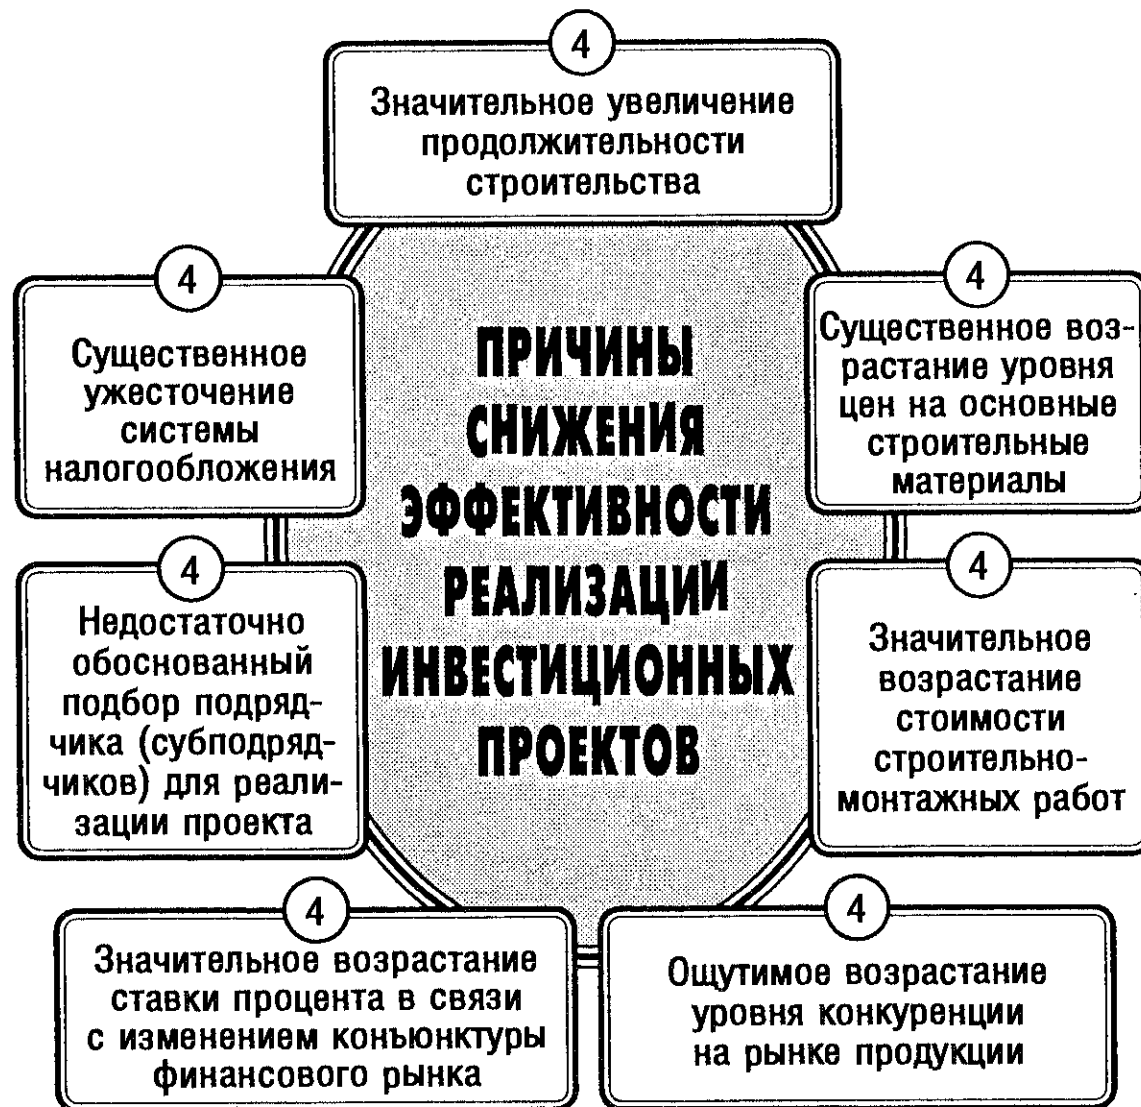 4
Значительное увеличение
продолжительности
строительства
4
Существенное
ужесточение
системы
налогообложения
4
Существенное воз-
растание уровня
цен на основные
строительные
материалы
ПРИЧИНЫ
СНИЖЕНИЯ
ЭФФЕКТИВНОСТИ
РЕАЛИЗАЦИИ
ИНВЕСТИЦИОННЫХ
ПРОЕКТОВ
4
Недостаточно
обоснованный
подбор подряд-
чика (субподряд-
чиков) для реали-
зации проекта
4
Значительное
возрастание
стоимости
строительно-
монтажных работ
4
Значительное возрастание
ставки процента в связи
с изменением конъюнктуры
финансового рынка
4
Ощутимое возрастание
уровня конкуренции
на рынке продукции